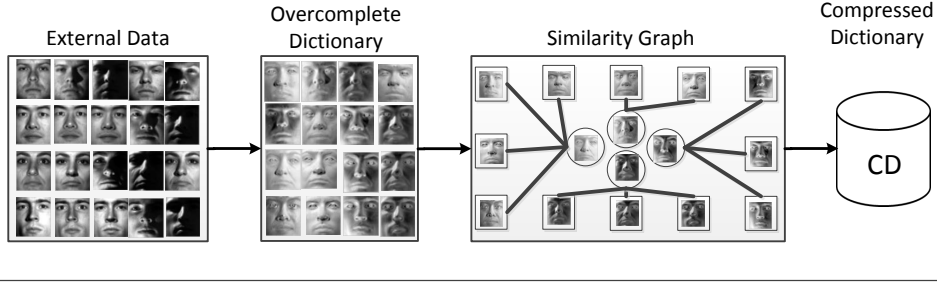 External Data
Overcomplete
Dictionary
Similarity Graph
Compressed
Dictionary
CD